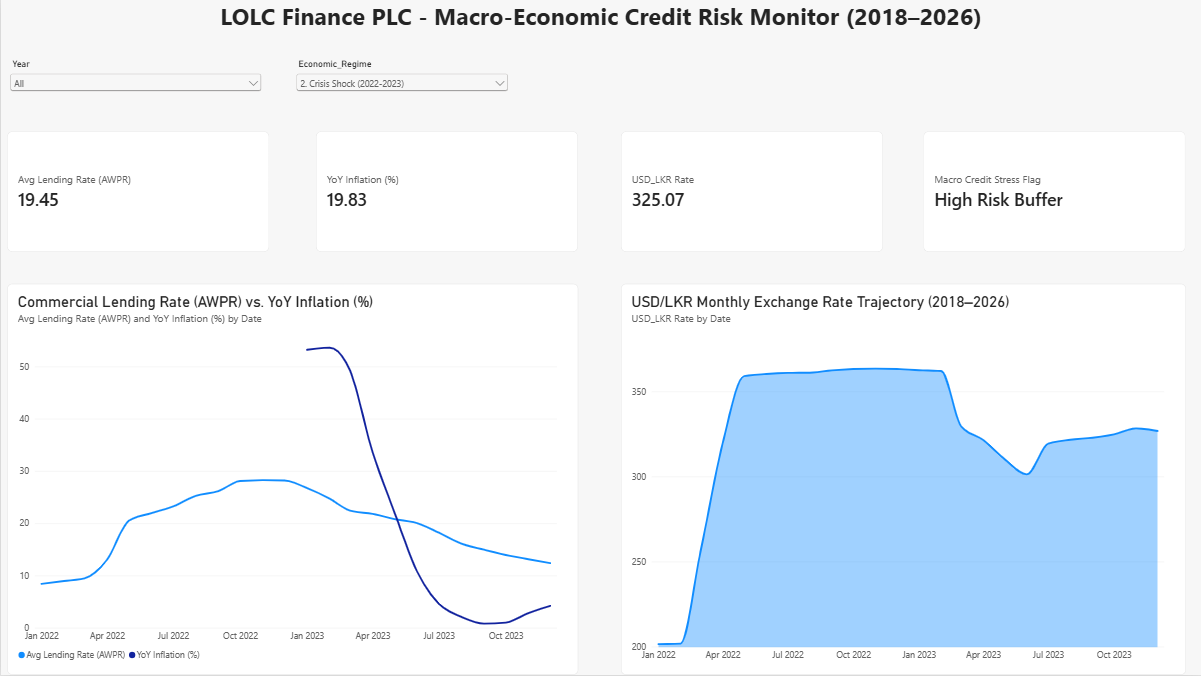 LOLC Finance PLC - Macro-Economic Credit Risk Monitor (2018–2026)
Year
All
Economic_Regime
2. Crisis Shock (2022-2023)
Avg Lending Rate (AWPR)
19.45
YoY Inflation (%)
19.83
USD_LKR Rate
325.07
Macro Credit Stress Flag
High Risk Buffer
Commercial Lending Rate (AWPR) vs. YoY Inflation (%)
Avg Lending Rate (AWPR) and YoY Inflation (%) by Date
50
40
30
20
10
0
Jan 2022 Apr 2022 Jul 2022 Oct 2022 Jan 2023 Apr 2023 Jul 2023 Oct 2023
Avg Lending Rate (AWPR) YoY Inflation (%)
USD/LKR Monthly Exchange Rate Trajectory (2018–2026)
USD_LKR Rate by Date
350
300
250
200
Jan 2022 Apr 2022 Jul 2022 Oct 2022 Jan 2023 Apr 2023 Jul 2023 Oct 2023